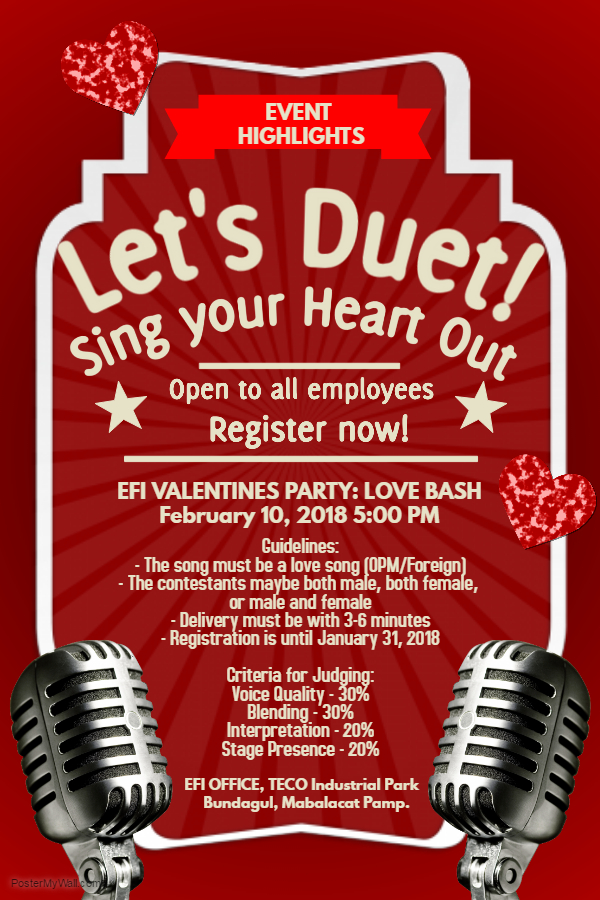 EVENT
HIGHLIGHTS
Let's Duet!
Sing your Heart Out
Open to all employees
Register now!
EFI VALENTINES PARTY: LOVE BASH
February 10, 2018 5:00 PM
Guidelines:
- The song must be a love song (OPM/Foreign)
- The contestants maybe both male, both female,
or male and female
- Delivery must be with 3-6 minutes
- Registration is until January 31, 2018
Criteria for Judging:
Voice Quality - 30%
Blending - 30%
Interpretation - 20%
Stage Presence - 20%
EFI OFFICE, TECO Industrial Park
Bundagul, Mabalacat Pamp.
PosterMyWall.com